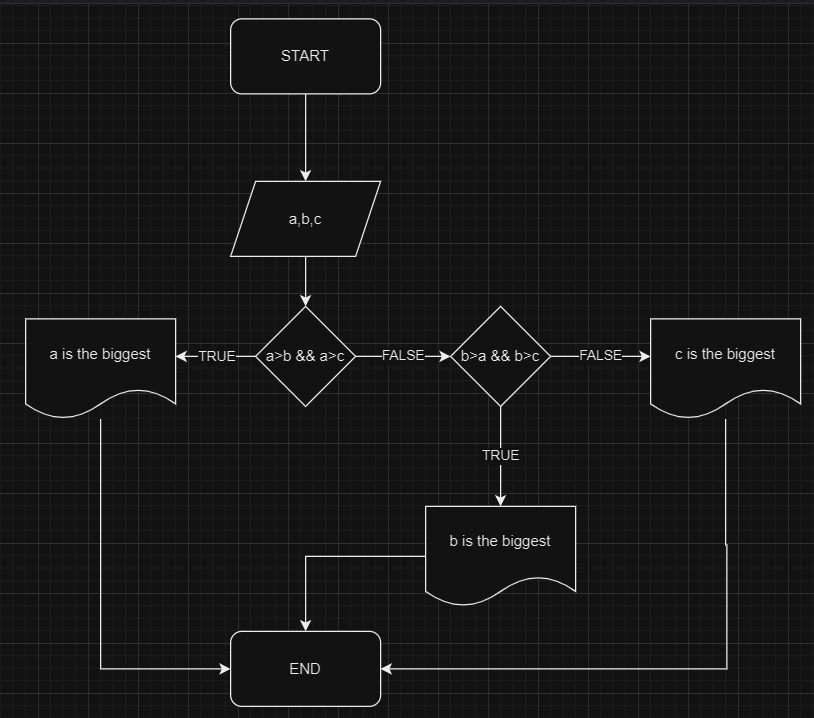 START
a,b,c
a is the biggest
TRUE
a>b && a>c
FALSE
b>a && b>c
FALSE
c is the biggest
TRUE
b is the biggest
END